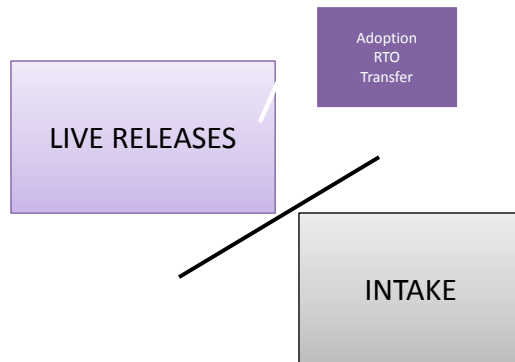 Adoption
RTO
Transfer
LIVE RELEASES
INTAKE